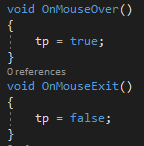 void OnMouseOver()
{
tp = true;
}
0 references
void OnMouseExit()
{
tp = false;
}